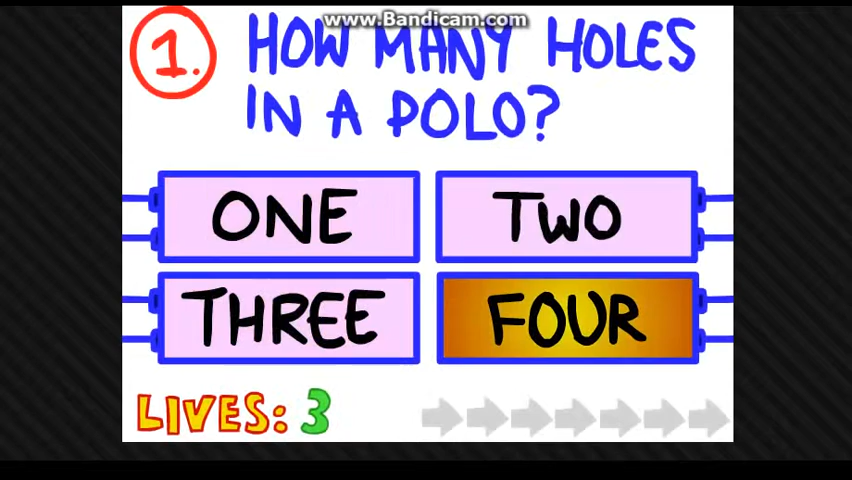 www.Bandicam.com
1. HOW MANY HOLES
IN A POLO?
ONE
TWO
THREE
FOUR
LIVES: 3